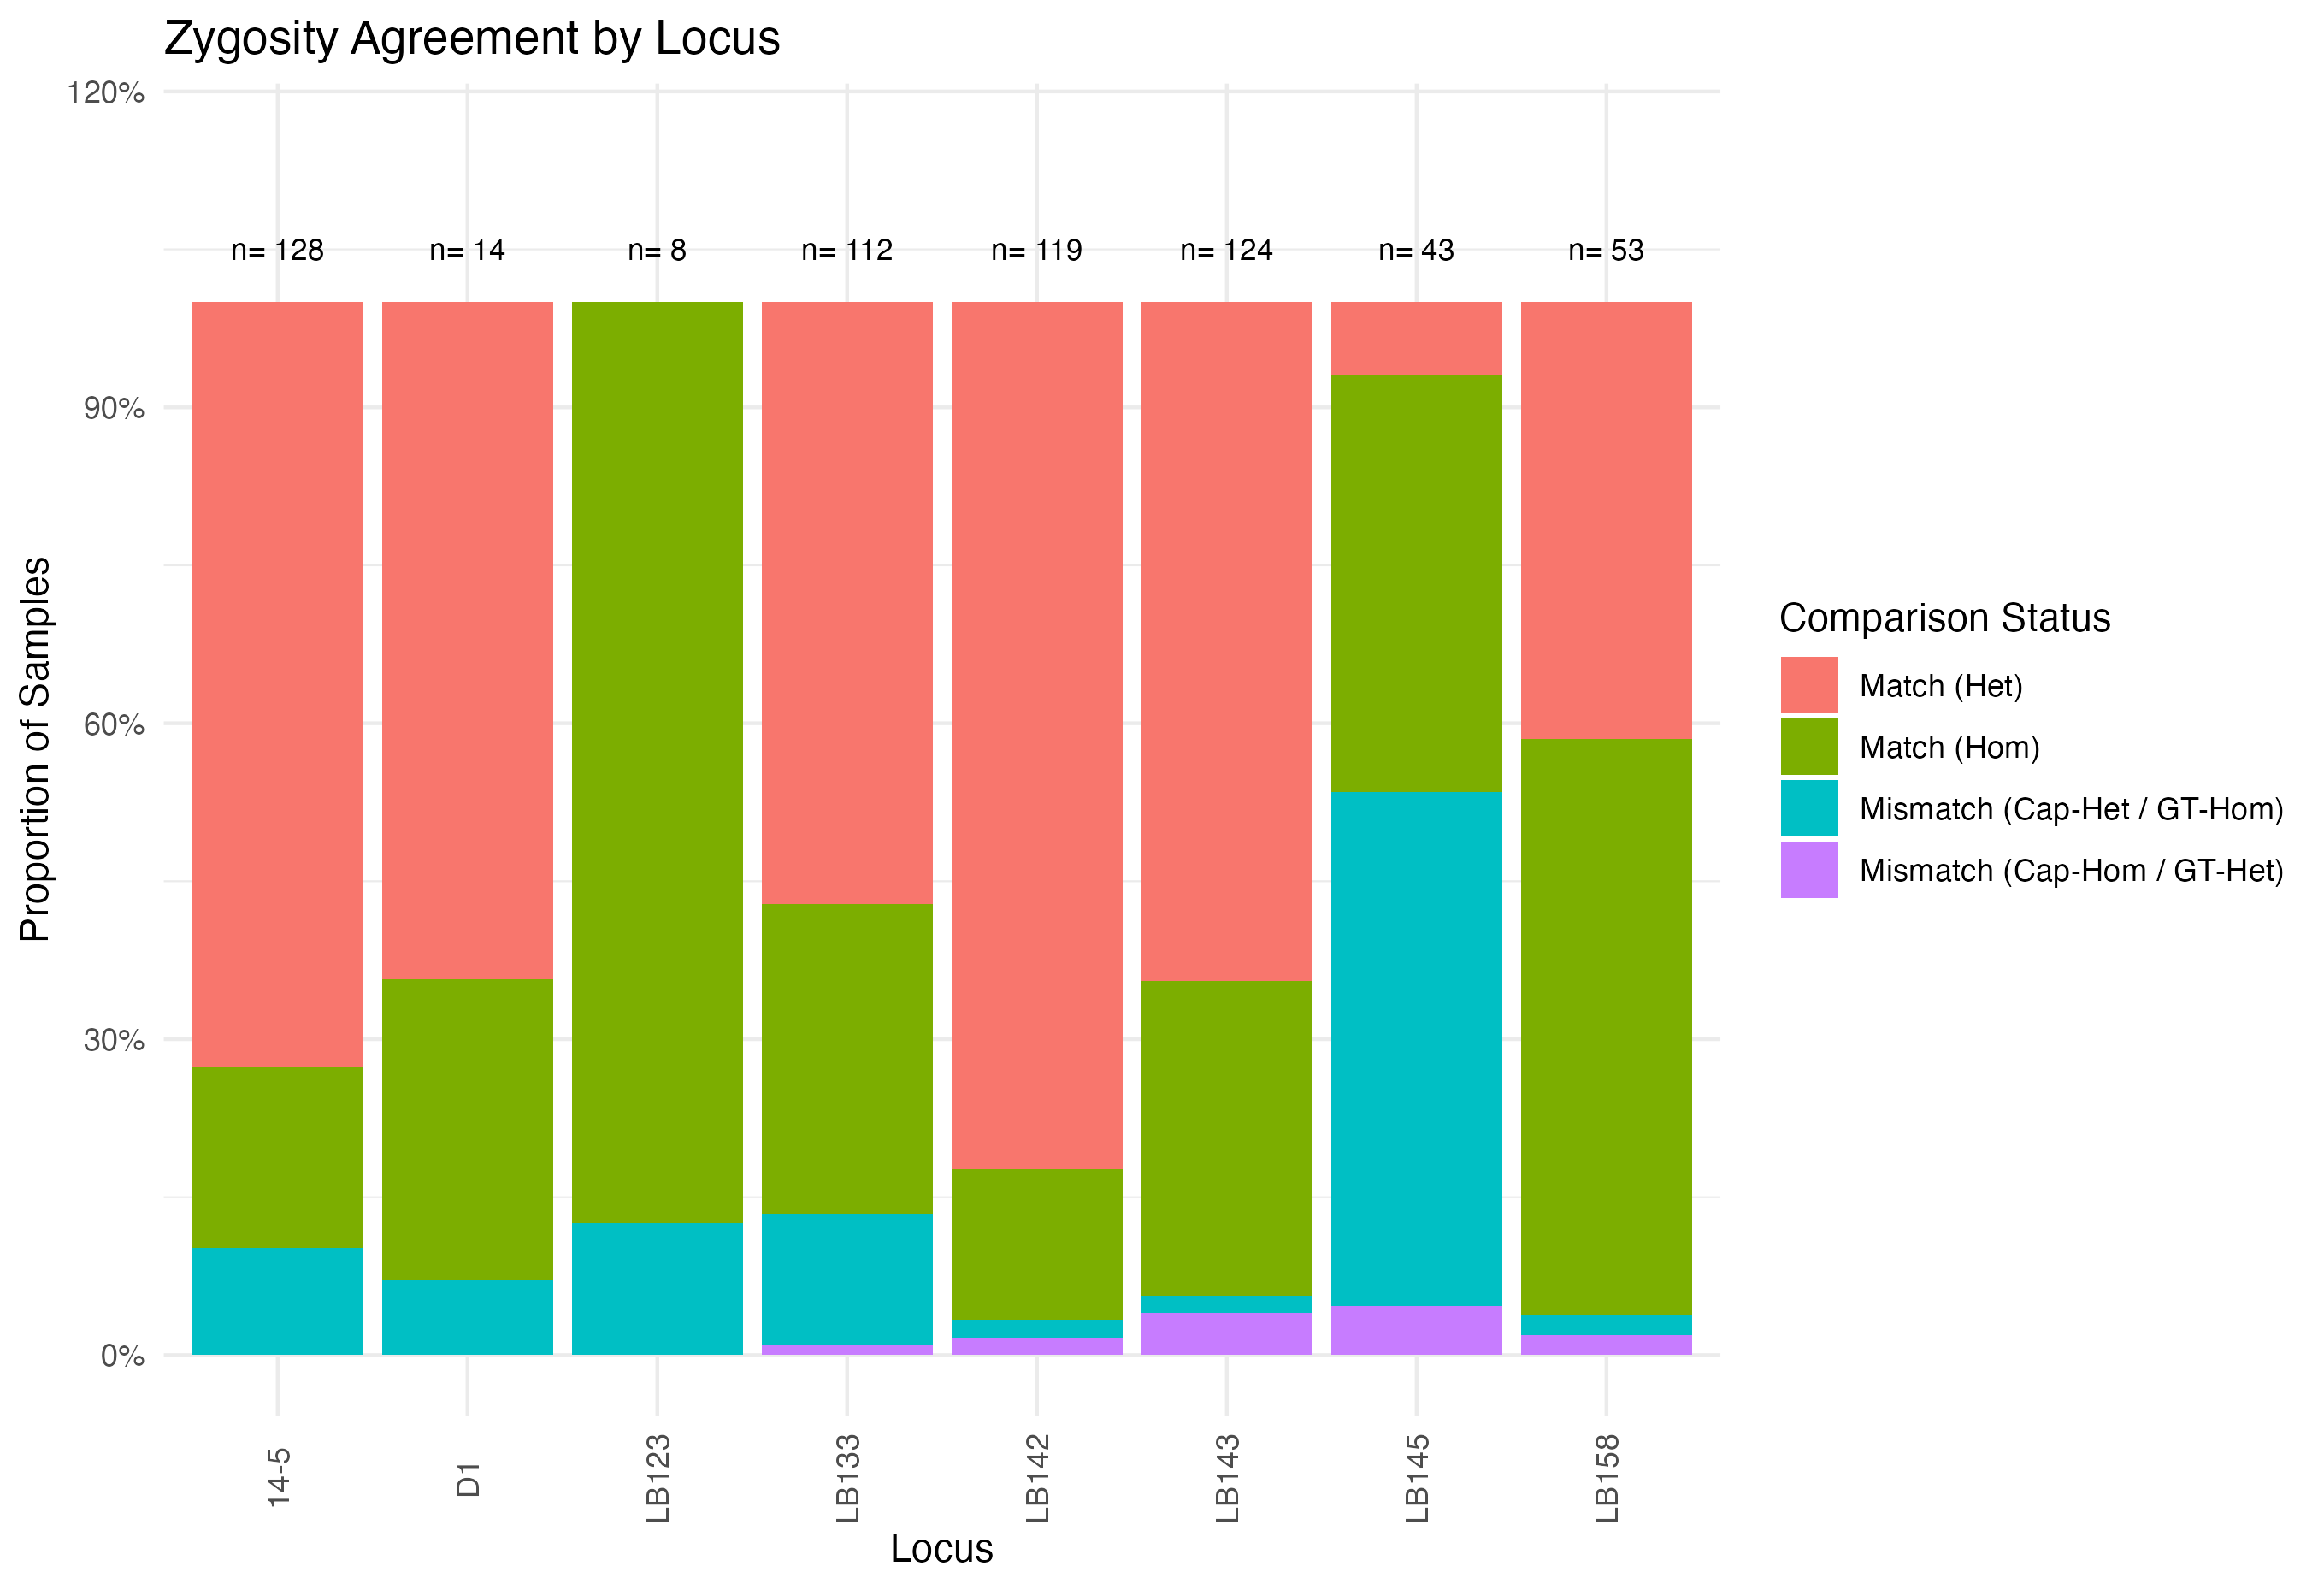 Zygosity Agreement by Locus
120%
90%
60%
30%
0%
Proportion of Samples
n= 128
n= 14
n= 8
n= 112
n= 119
n= 124
n= 43
n= 53
14-5
D1
LB123
LB133
LB142
LB143
LB145
LB158
Locus
Comparison Status
Match (Het)
Match (Hom)
Mismatch (Cap-Het / GT-Hom)
Mismatch (Cap-Hom / GT-Het)